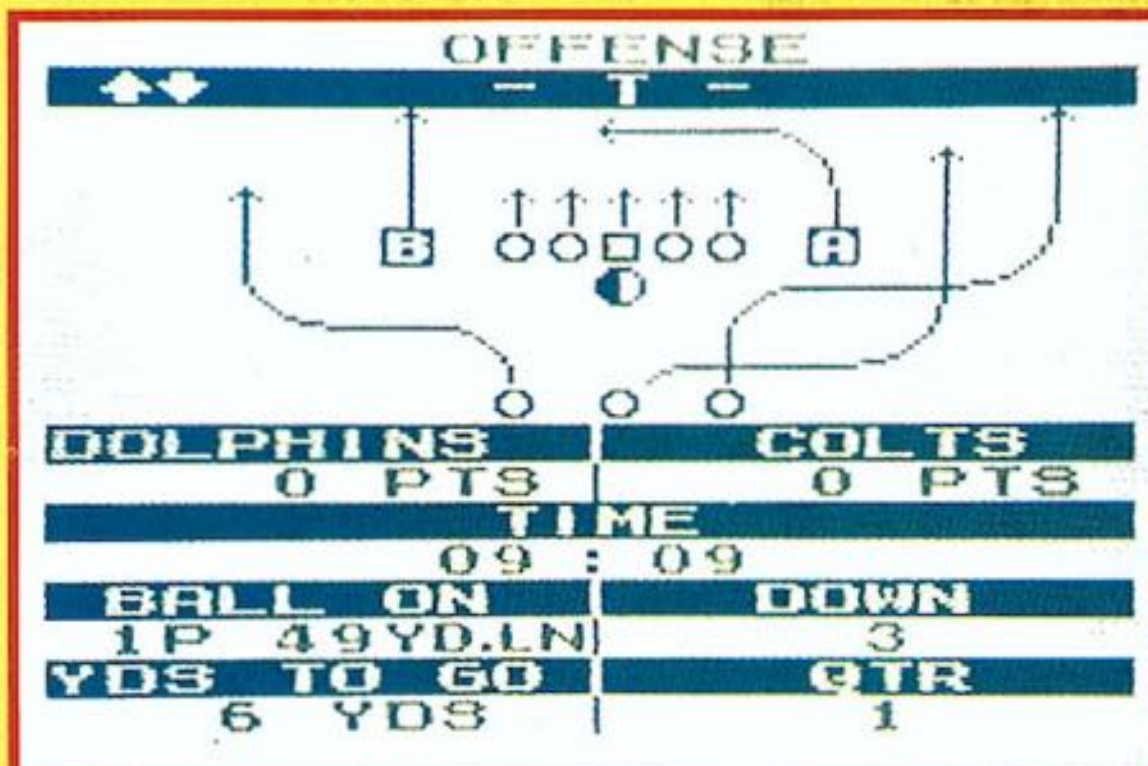 OFFENSE
- T -
B A
DOLPHINS COLTS
0 PTS 0 PTS
TIME
09 : 09
BALL ON DOWN
1P 49YD.LN 3
YDS TO GO QTR
6 YDS 1